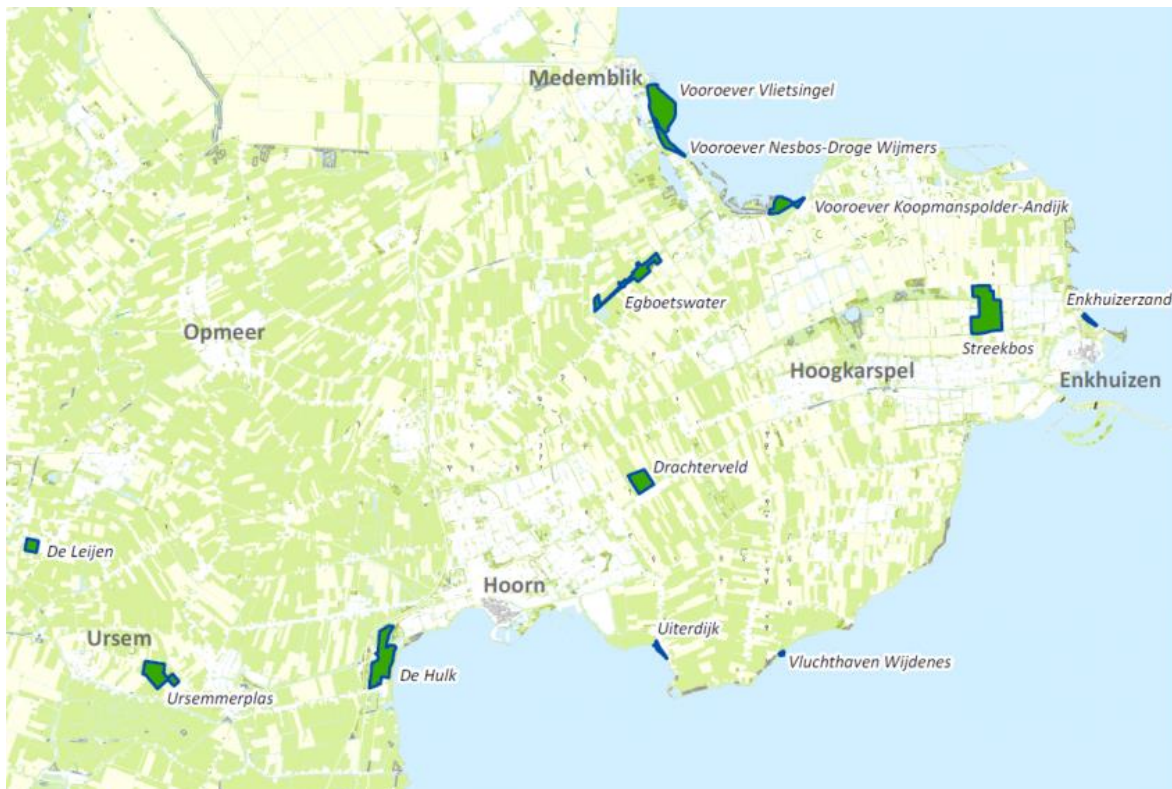 Medemblik
Vooroever Vlietsingel
Vooroever Nesbos-Droge Wijmers
Vooroever Koopmanspolder-Andijk
Egboetswater
Enkhuizerzand
Opmeer
Streekbos
Hoogkarspel
Enkhuizen
Drachterveld
De Leijen
Hoorn
Uiterdijk
Ursem
Vluchthaven Wijdenes
De Hulk
Ursemmerplas